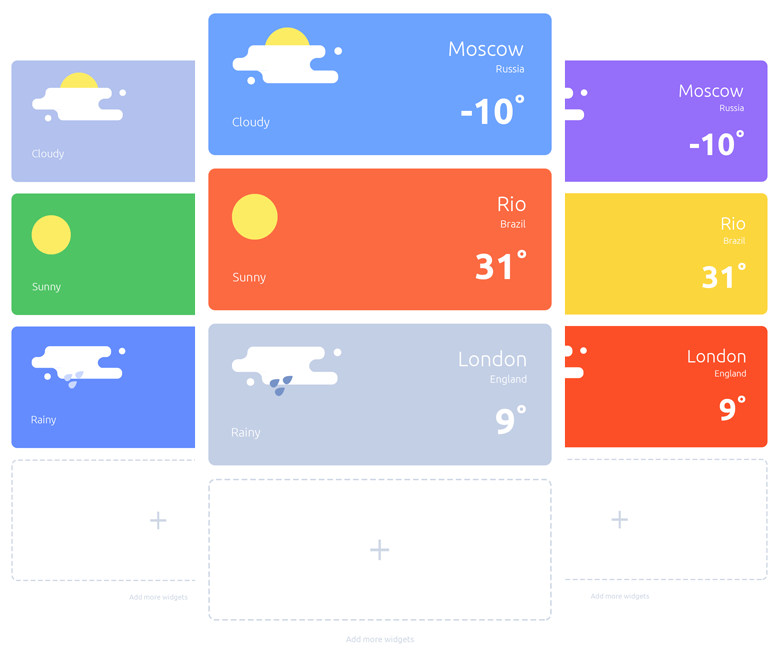 Cloudy
Sunny
Rainy
Add more widgets
Moscow
Russia
-10°
Cloudy
Rio
Brazil
31°
Sunny
London
England
9°
Rainy
Add more widgets
Moscow
Russia
-10°
Rio
Brazil
31°
London
England
9°
Add more widgets